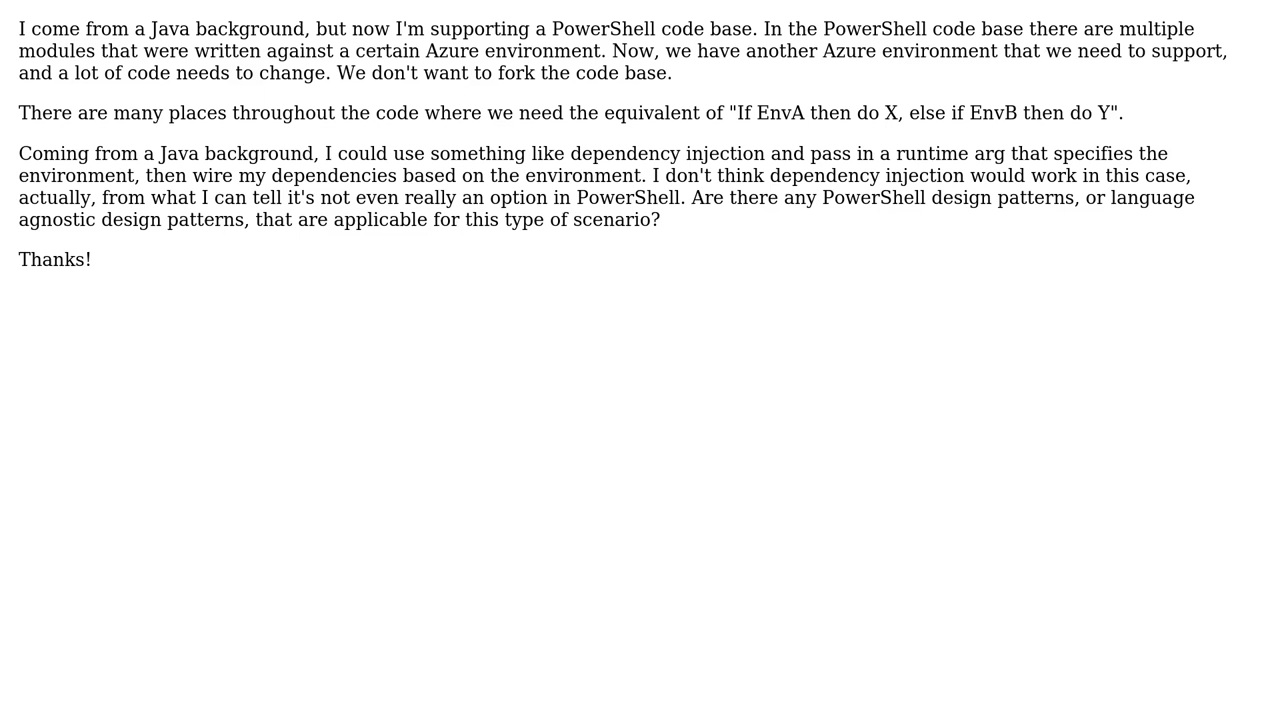 I come from a Java background, but now I'm supporting a PowerShell code base. In the PowerShell code base there are multiple
modules that were written against a certain Azure environment. Now, we have another Azure environment that we need to support,
and a lot of code needs to change. We don't want to fork the code base.
There are many places throughout the code where we need the equivalent of "If EnvA then do X, else if EnvB then do Y".
Coming from a Java background, I could use something like dependency injection and pass in a runtime arg that specifies the
environment, then wire my dependencies based on the environment. I don't think dependency injection would work in this case,
actually, from what I can tell it's not even really an option in PowerShell. Are there any PowerShell design patterns, or language
agnostic design patterns, that are applicable for this type of scenario?
Thanks!